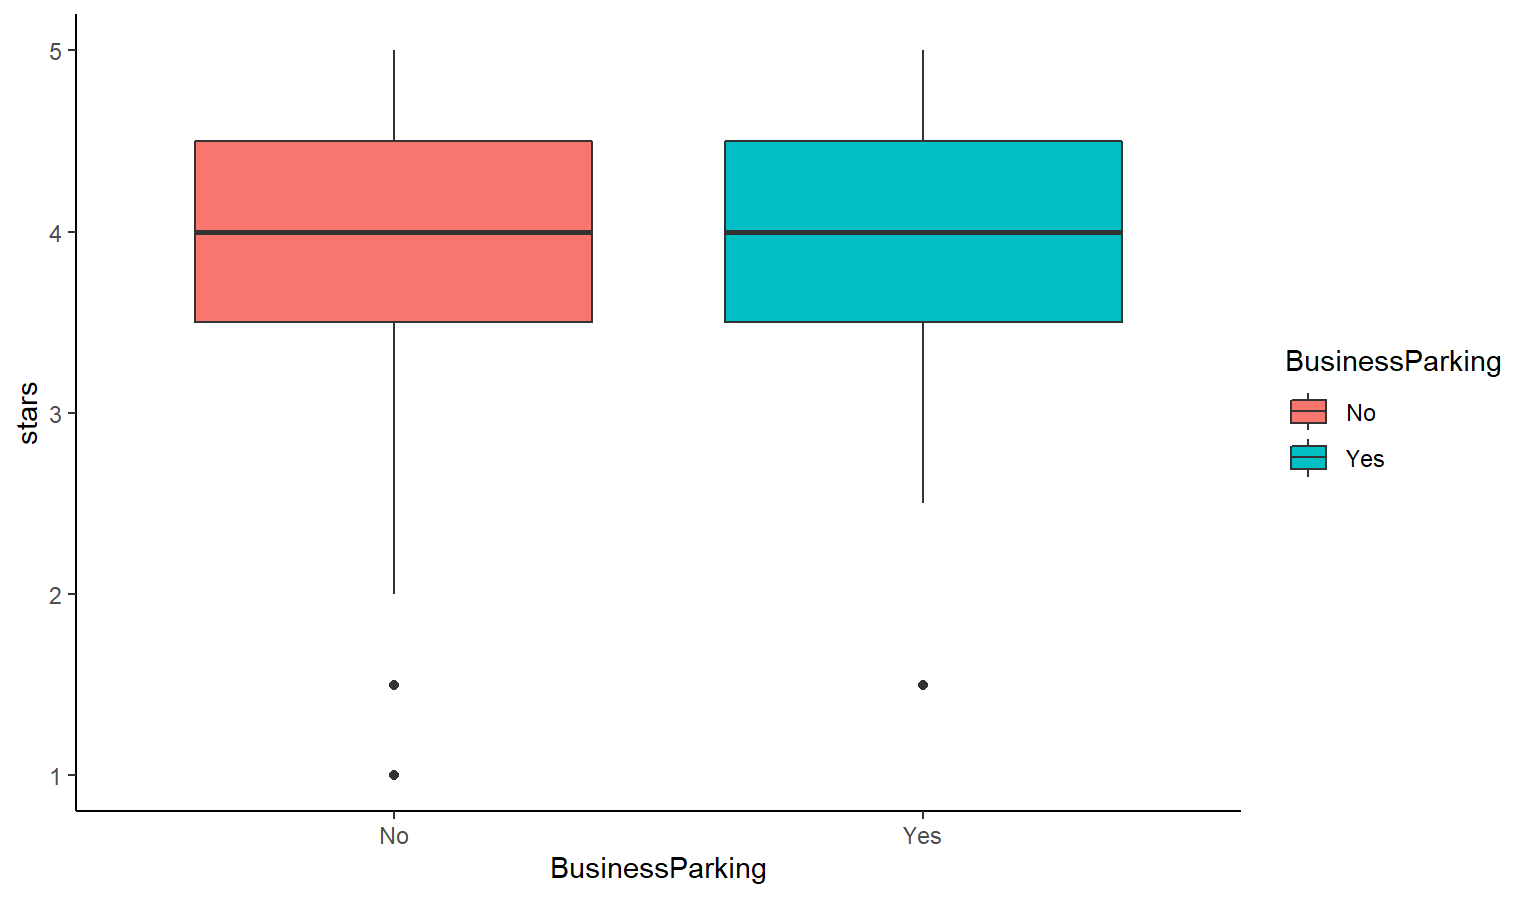 5
4
3
2
1
stars
No
Yes
BusinessParking
BusinessParking
No
Yes